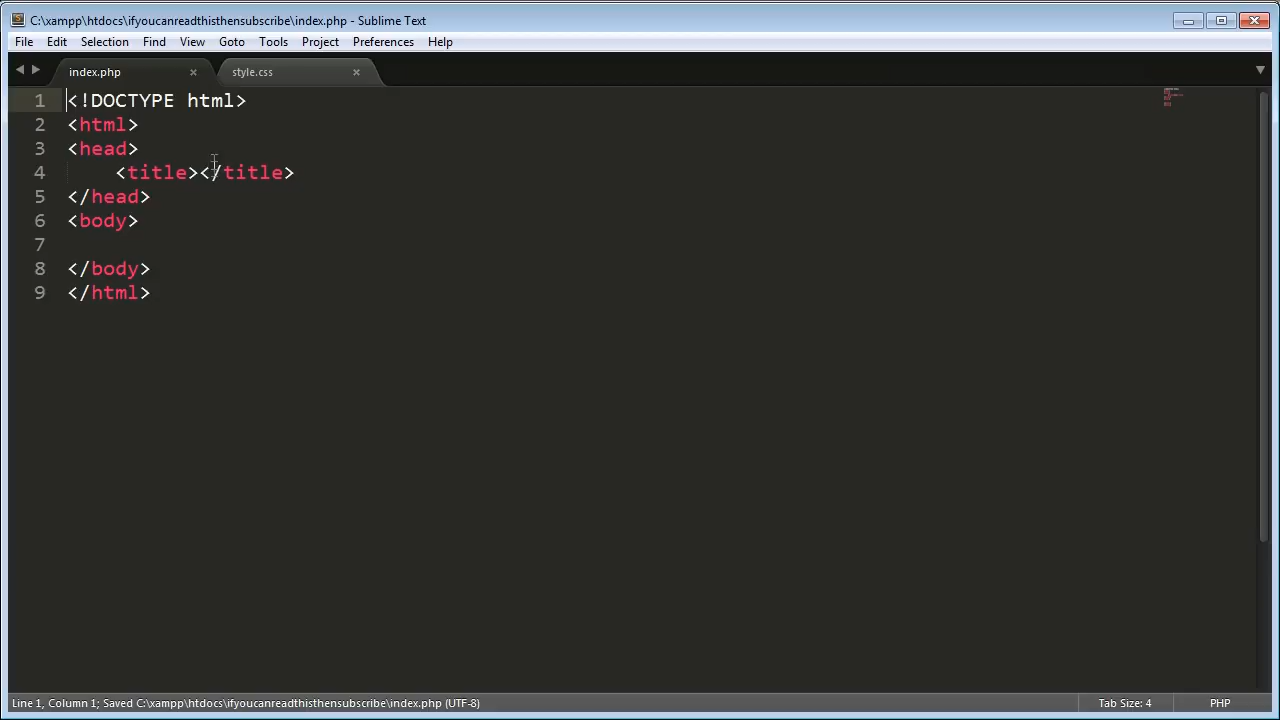 C:\xampp\htdocs\ifyoucanreadthisthensubscribe\index.php - Sublime Text
File Edit Selection Find View Goto Tools Project Preferences Help
index.php × style.css ×
1 <!DOCTYPE html>
2 <html>
3 <head>
4     <title></title>
5 </head>
6 <body>
7
8 </body>
9 </html>
Line 1, Column 1; Saved C:\xampp\htdocs\ifyoucanreadthisthensubscribe\index.php (UTF-8) Tab Size: 4 PHP